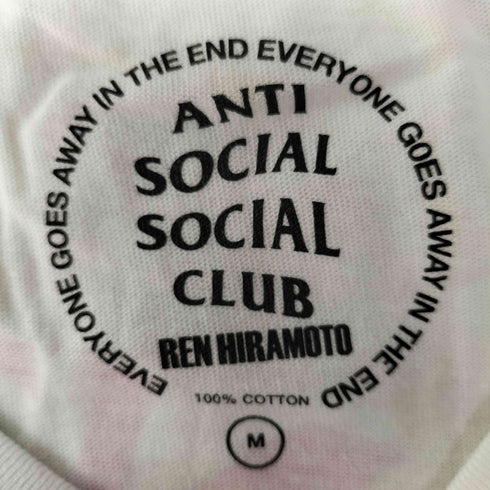 EVERYONE GOES AWAY IN THE END EVERYONE GOES AWAY IN THE END
ANTI
SOCIAL
SOCIAL
CLUB
REN HIRAMOTO
100% COTTON
M